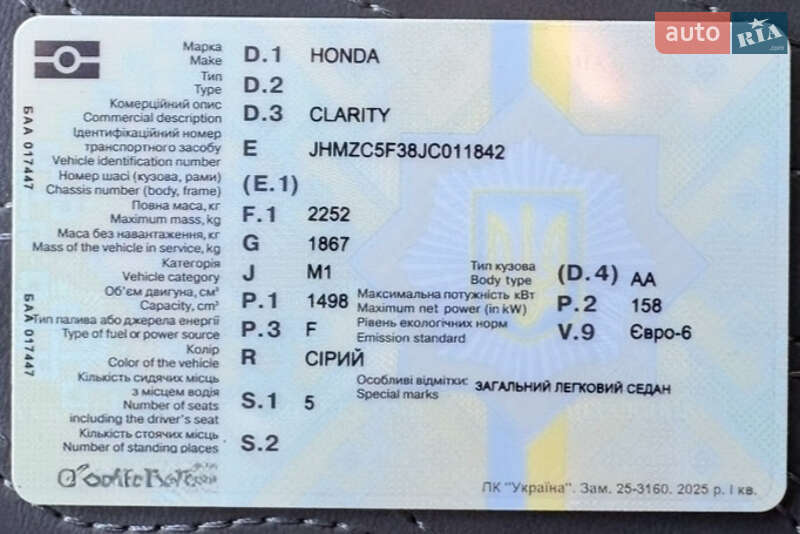 auto RIA
.com
Марка D.1 HONDA
Make
Тип D.2
Type
Комерційний опис D.3 CLARITY
Commercial description
Ідентифікаційний номер
транспортного засобу E JHMZC5F38JC011842
Vehicle identification number
Номер шасі (кузова, рами) (E.1)
Chassis number (body, frame)
Повна маса, кг F.1 2252
Maximum mass, kg
Маса без навантаження, кг G 1867
Mass of the vehicle in service, kg
Категорія J M1 Тип кузова (D.4) АА
Vehicle category Body type
Об'єм двигуна, см³ P.1 1498 Максимальна потужність кВт P.2 158
Capacity, cm³ Maximum net power (in kW)
Тип палива або джерела енергії P.3 F Рівень екологічних норм V.9 Євро-6
Type of fuel or power source Emission standard
Колір R СІРИЙ
Color of the vehicle
Кількість сидячих місць Особливі відмітки: ЗАГАЛЬНИЙ ЛЕГКОВИЙ СЕДАН
з місцем водія Special marks
Number of seats S.1 5
including the driver's seat
Кількість стоячих місць S.2
Number of standing places
ПК "Україна". Зам. 25-3160. 2025 р. І кв.
БАА 017447
БАА 017447